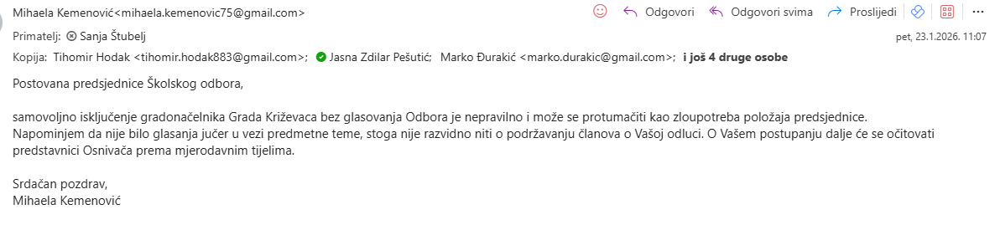 Mihaela Kemenović<mihaela.kemenovic75@gmail.com>
Odgovori
Odgovori svima
Proslijedi
Primatelj: Sanja Štubelj
pet, 23.1.2026. 11:07
Kopija: Tihomir Hodak <tihomir.hodak883@gmail.com>; Jasna Zdilar Pešutić; Marko Đurakić <marko.durakic@gmail.com>; i još 4 druge osobe
Postovana predsjednice Školskog odbora,
samovoljno isključenje gradonačelnika Grada Križevaca bez glasovanja Odbora je nepravilno i može se protumačiti kao zloupotreba položaja predsjednice.
Napominjem da nije bilo glasanja jučer u vezi predmetne teme, stoga nije razvidno niti o podržavanju članova o Vašoj odluci. O Vašem postupanju dalje će se očitovati
predstavnici Osnivača prema mjerodavnim tijelima.
Srdačan pozdrav,
Mihaela Kemenović